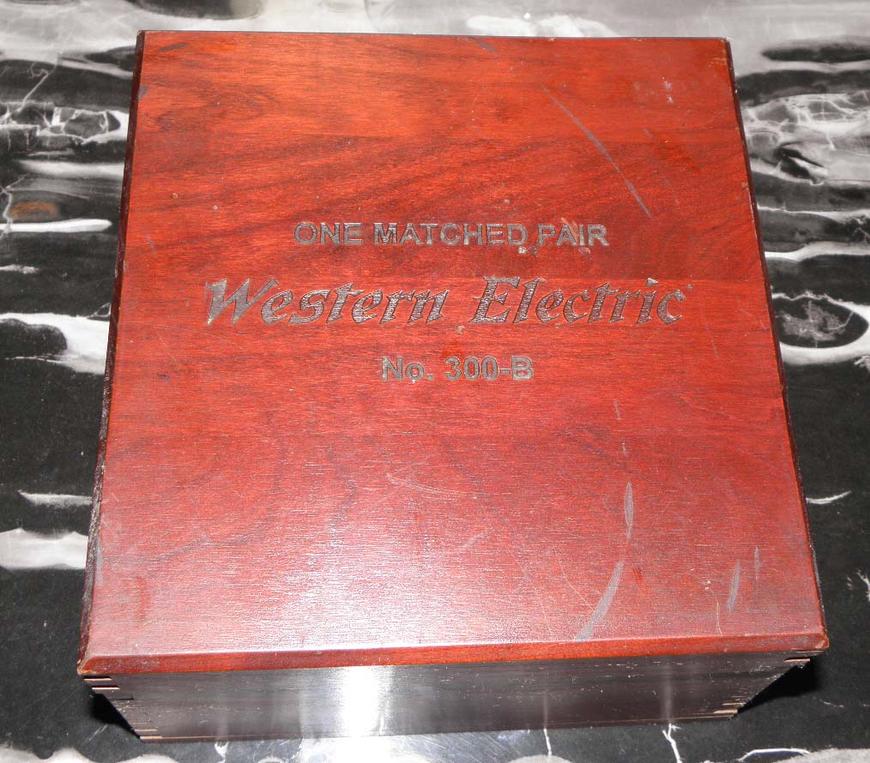 ONE MATCHED PAIR
Western Electric
No. 300-B